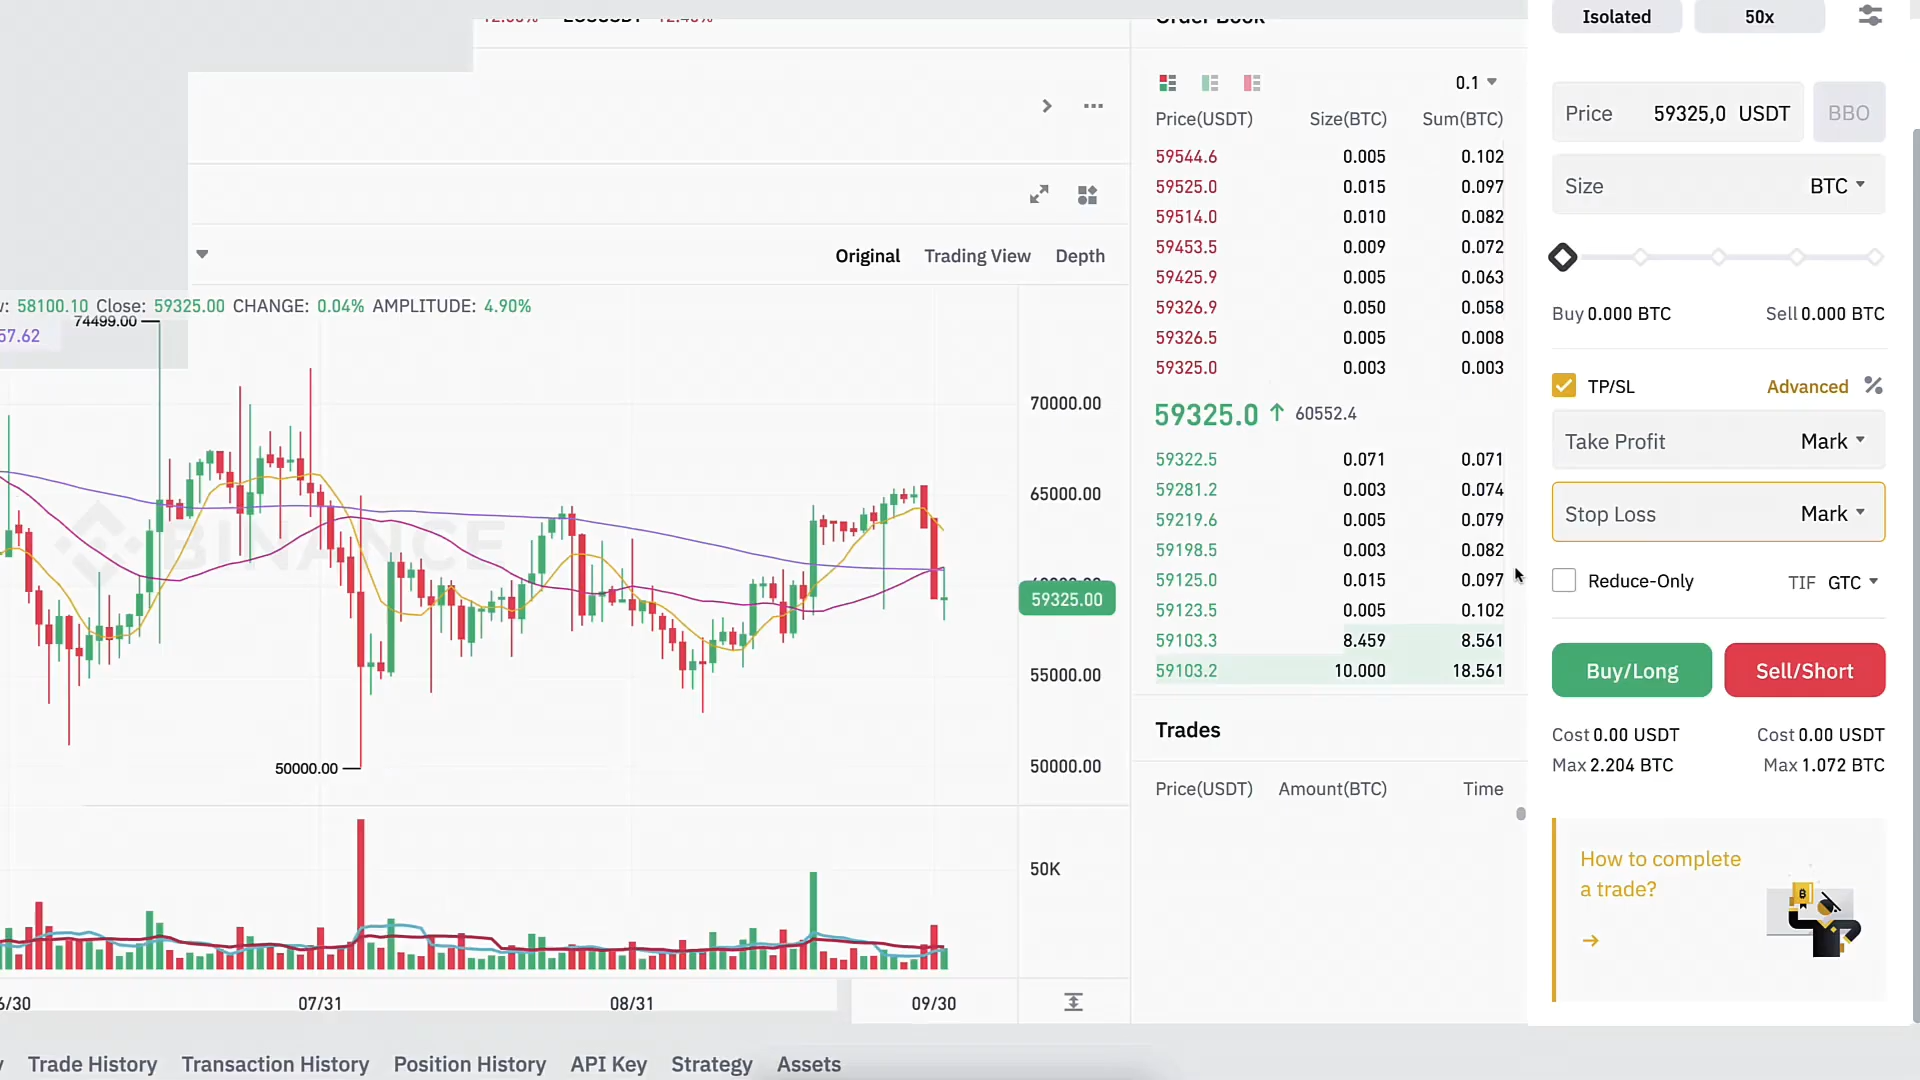 Isolated 50x
> ...
Original Trading View Depth
58100.10 Close: 59325.00 CHANGE: 0.04% AMPLITUDE: 4.90%
74499.00
57.62
BINANCE
50000.00
70000.00
65000.00
59325.00
55000.00
50000.00
50K
6/30 07/31 08/31 09/30
Order Book
0.1
Price(USDT) Size(BTC) Sum(BTC)
59544.6 0.005 0.102
59525.0 0.015 0.097
59514.0 0.010 0.082
59453.5 0.009 0.072
59425.9 0.005 0.063
59326.9 0.050 0.058
59326.5 0.005 0.008
59325.0 0.003 0.003
59325.0 ↑ 60552.4
59322.5 0.071 0.071
59281.2 0.003 0.074
59219.6 0.005 0.079
59198.5 0.003 0.082
59125.0 0.015 0.097
59123.5 0.005 0.102
59103.3 8.459 8.561
59103.2 10.000 18.561
Trades
Price(USDT) Amount(BTC) Time
Price 59325,0 USDT BBO
Size BTC
Buy 0.000 BTC Sell 0.000 BTC
TP/SL Advanced %
Take Profit Mark
Stop Loss Mark
Reduce-Only TIF GTC
Buy/Long Sell/Short
Cost 0.00 USDT Cost 0.00 USDT
Max 2.204 BTC Max 1.072 BTC
How to complete
a trade?
→
Trade History Transaction History Position History API Key Strategy Assets